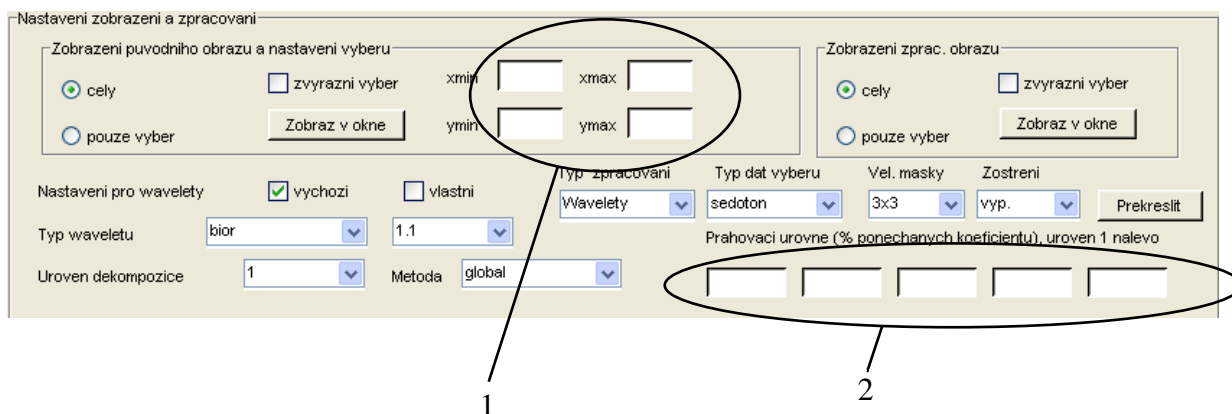 Nastaveni zobrazeni a zpracovani
Zobrazeni puvodniho obrazu a nastaveni vyberu
Zobrazeni zprac. obrazu
cely
zvyrazni vyber
xmin
xmax
cely
zvyrazni vyber
pouze vyber
Zobraz v okne
ymin
ymax
pouze vyber
Zobraz v okne
Nastaveni pro wavelety
vychozi
vlastni
Typ zpracovani
Typ dat vyberu
Vel. masky
Zostreni
Wavelety
sedoton
3x3
vyp.
Prekreslit
Typ waveletu
bior
1.1
Prahovaci urovne (% ponechanych koeficientu), uroven 1 nalevo
Uroven dekompozice
1
Metoda
global
1
2